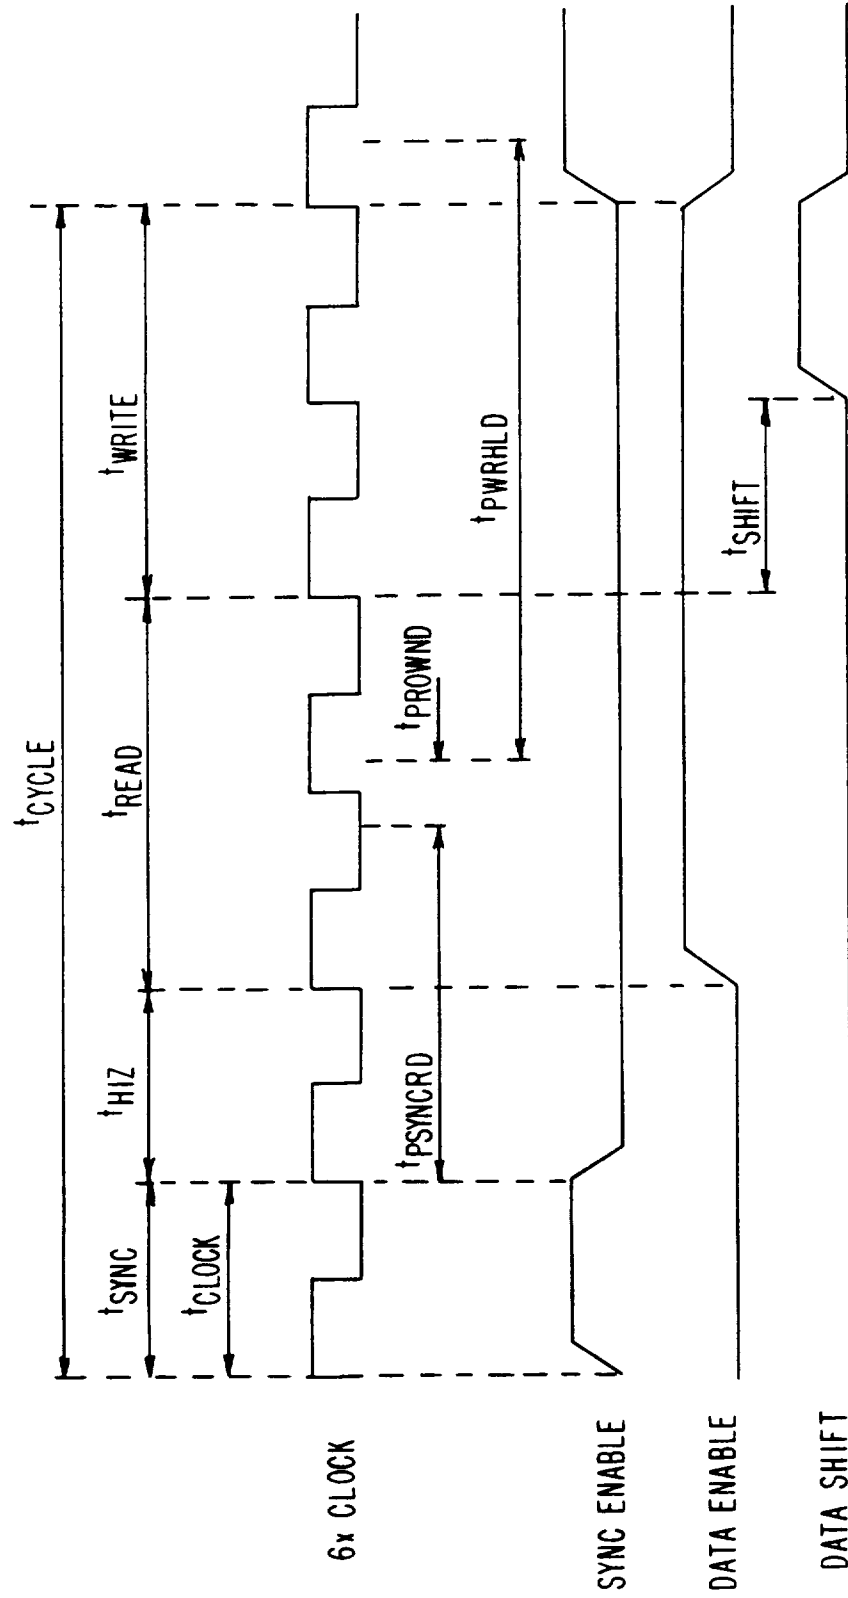 tCYCLE
tSYNC
tHIZ
tREAD
tWRITE
tCLOCK
6x CLOCK
tPSYNCRD
tPROWND
tPWRHLD
SYNC ENABLE
DATA ENABLE
tSHIFT
DATA SHIFT